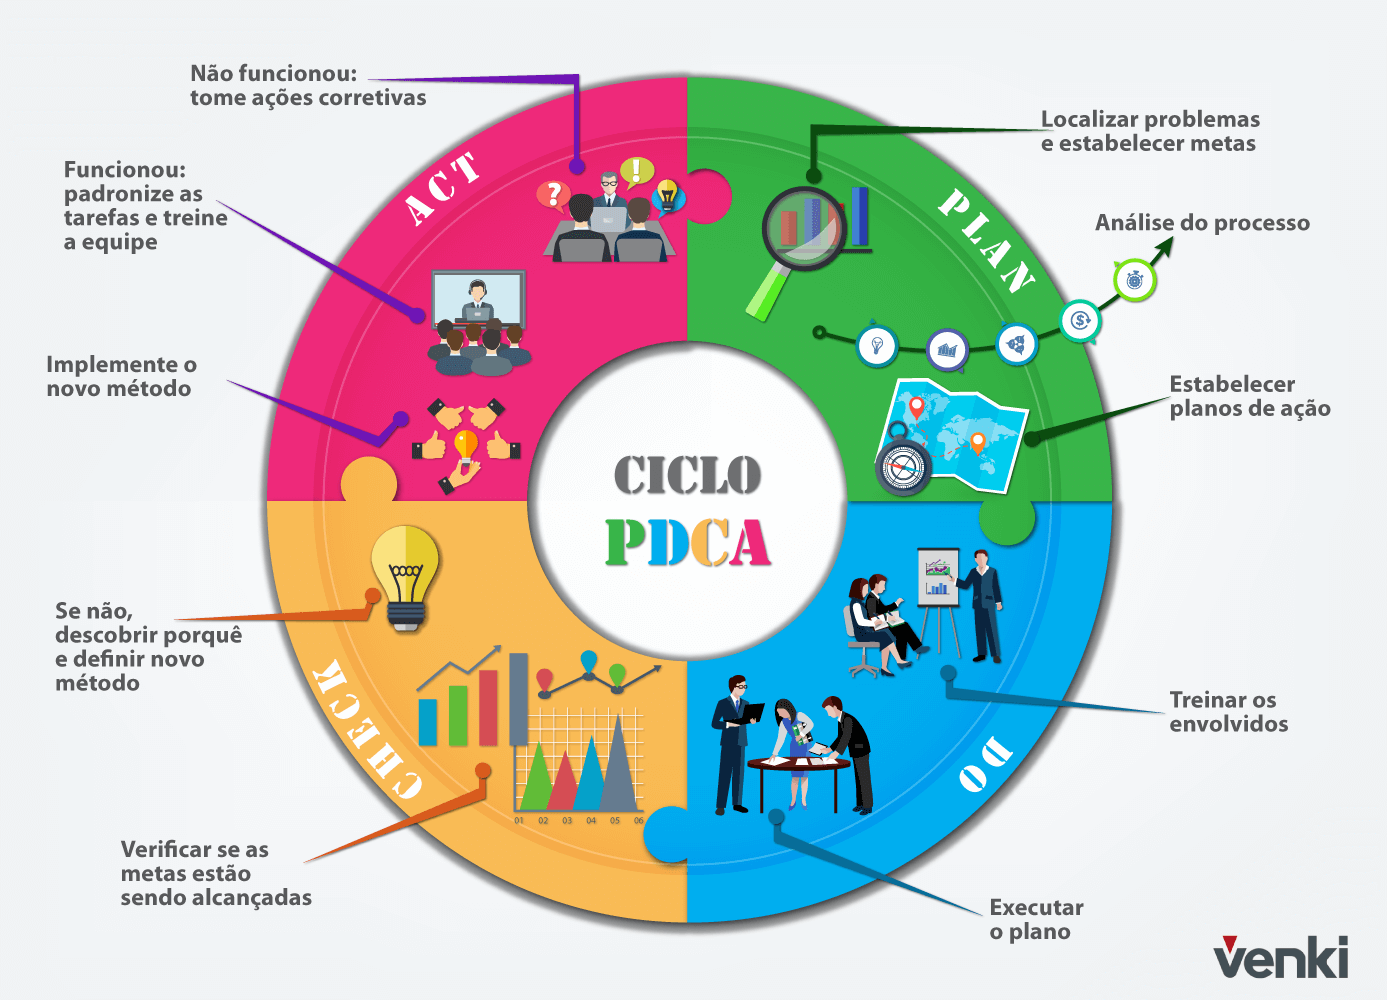 Não funcionou:
tome ações corretivas
Funcionou:
padronize as
tarefas e treine
a equipe
Implemente o
novo método
ACT
?
!
PLAN
Localizar problemas
e estabelecer metas
Análise do processo
$
Estabelecer
planos de ação
CICLO
PDCA
Se não,
descobrir porquê
e definir novo
método
CHECK
01 02 03 04 05 06
Verificar se as
metas estão
sendo alcançadas
DO
Treinar os
envolvidos
Executar
o plano
venki